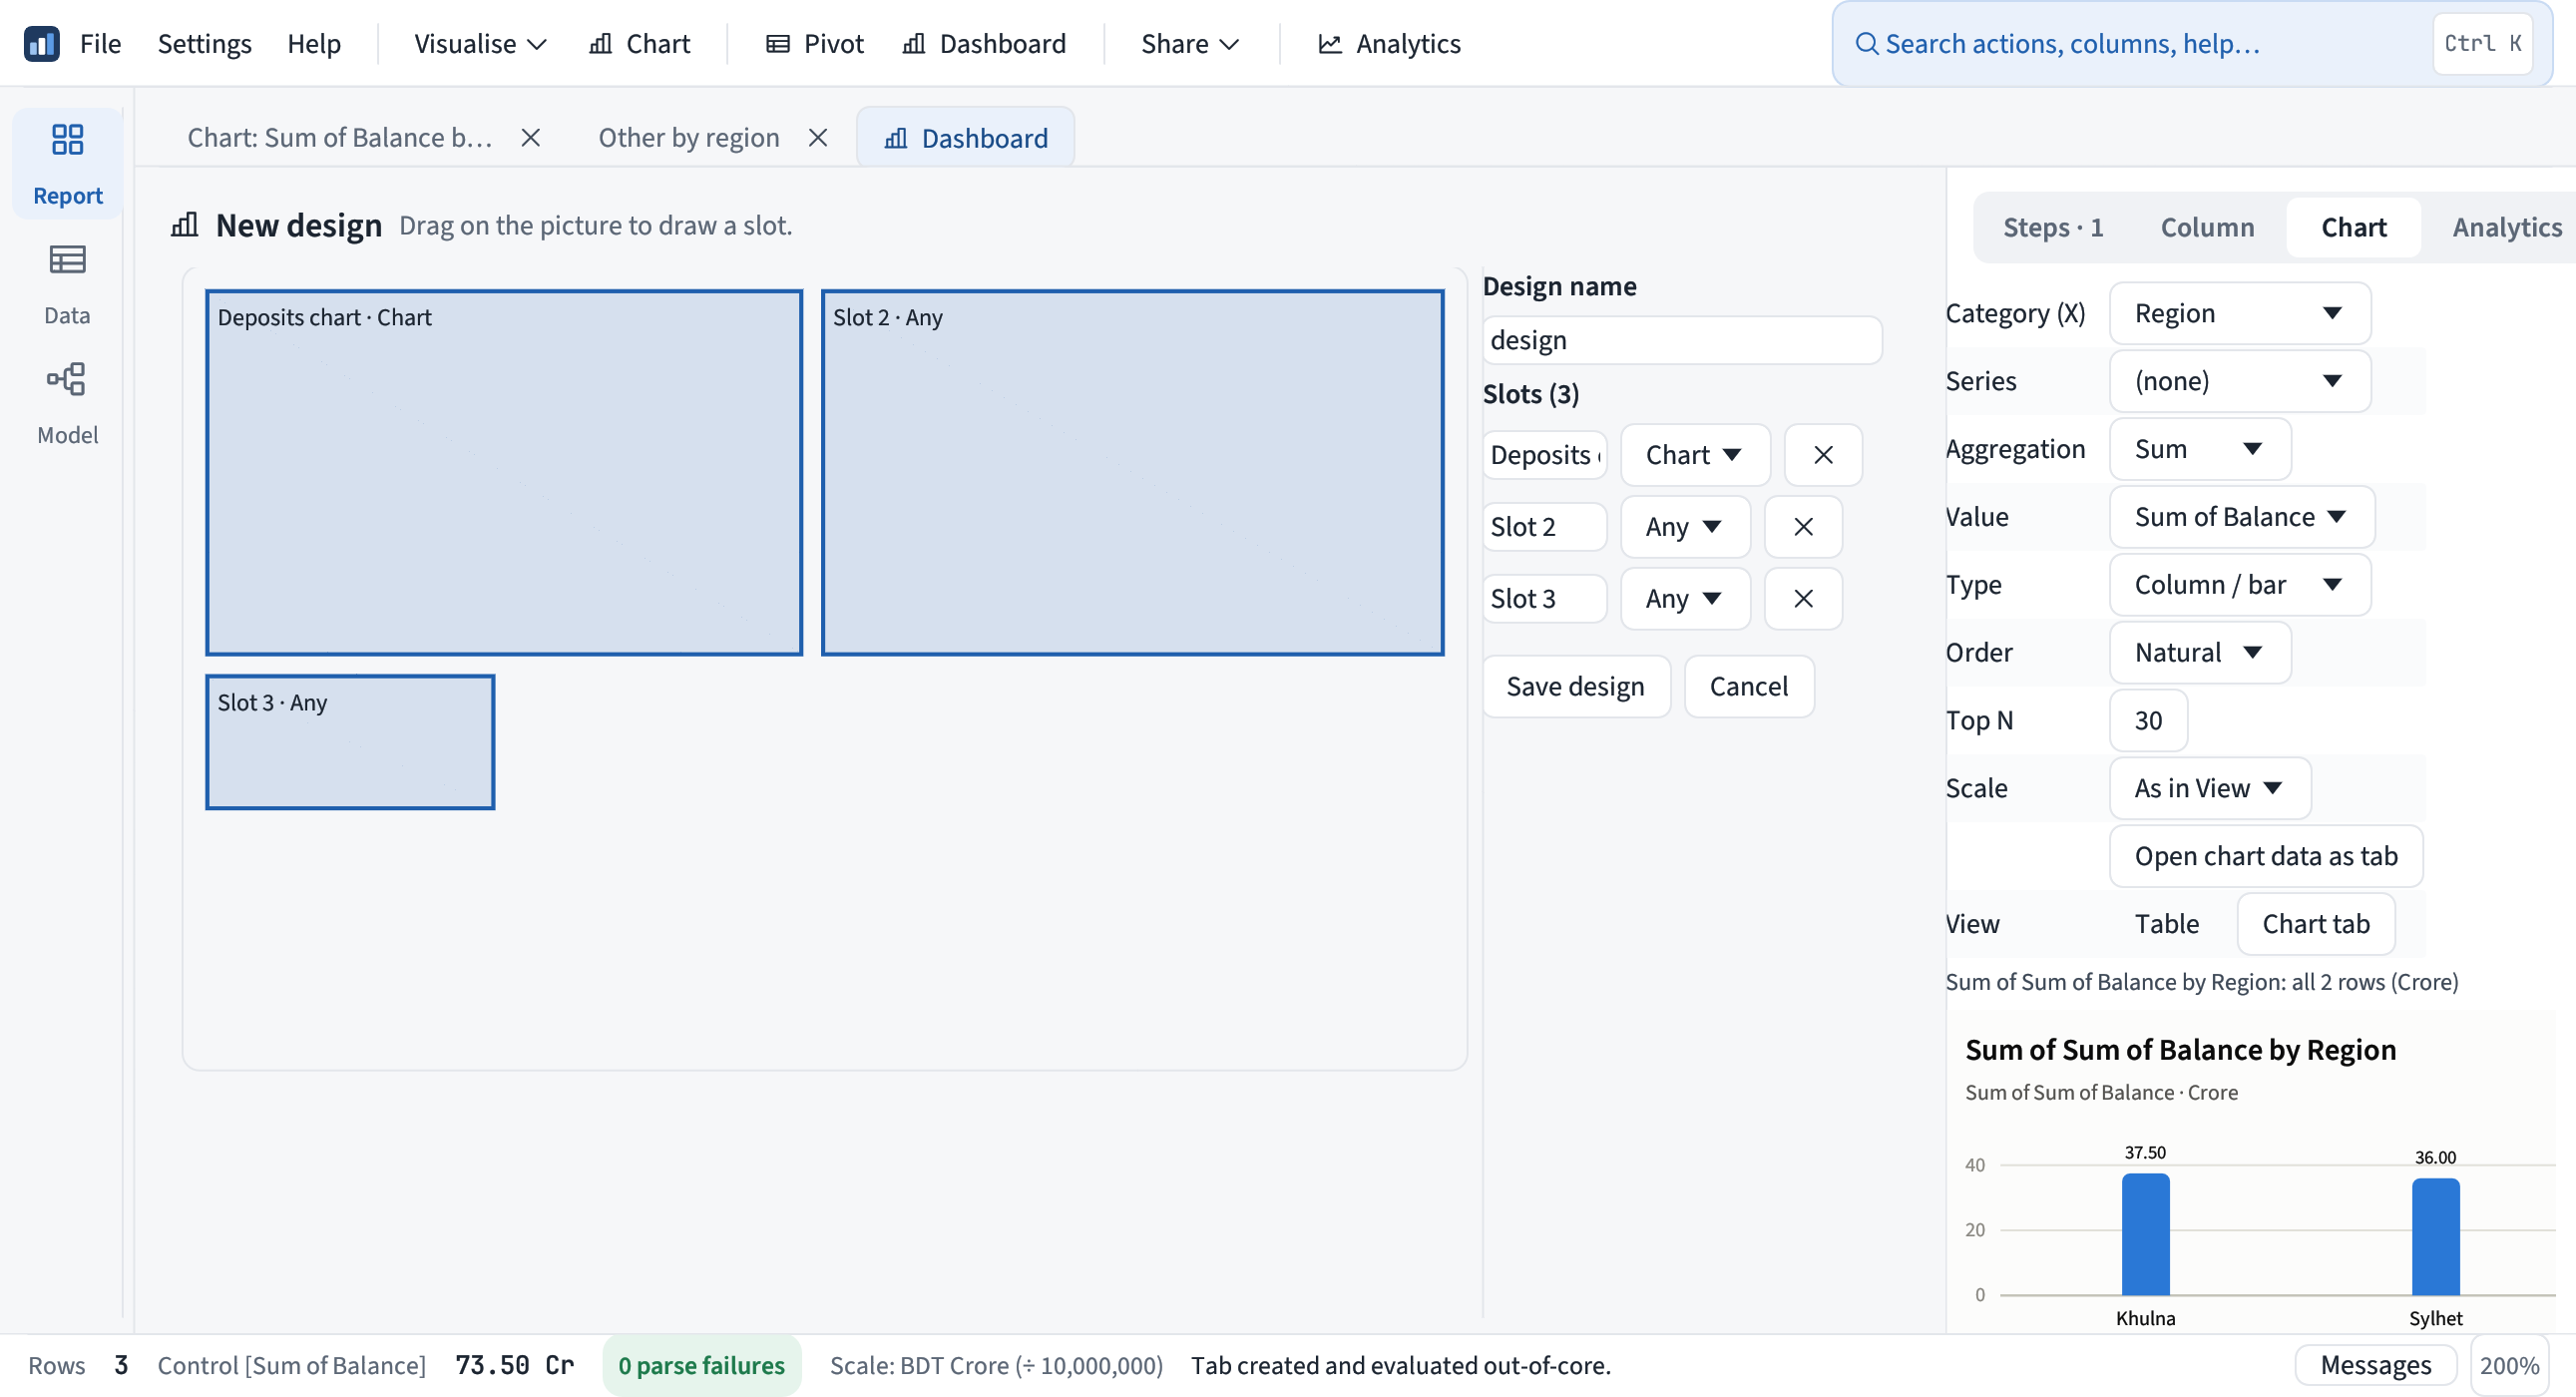 File Settings Help Visualise Chart Pivot Dashboard Share Analytics Search actions, columns, help… Ctrl K
Chart: Sum of Balance b… Other by region Dashboard
Report
Data
Model
New design Drag on the picture to draw a slot.
Deposits chart · Chart
Slot 2 · Any
Slot 3 · Any
Design name
design
Slots (3)
Deposits Chart
Slot 2 Any
Slot 3 Any
Save design Cancel
Steps · 1 Column Chart Analytics
Category (X) Region
Series (none)
Aggregation Sum
Value Sum of Balance
Type Column / bar
Order Natural
Top N 30
Scale As in View
Open chart data as tab
View Table Chart tab
Sum of Sum of Balance by Region: all 2 rows (Crore)
Sum of Sum of Balance by Region
Sum of Sum of Balance · Crore
37.50 36.00
40
20
0
Khulna Sylhet
Rows 3 Control [Sum of Balance] 73.50 Cr 0 parse failures Scale: BDT Crore (÷ 10,000,000) Tab created and evaluated out-of-core. Messages 200%